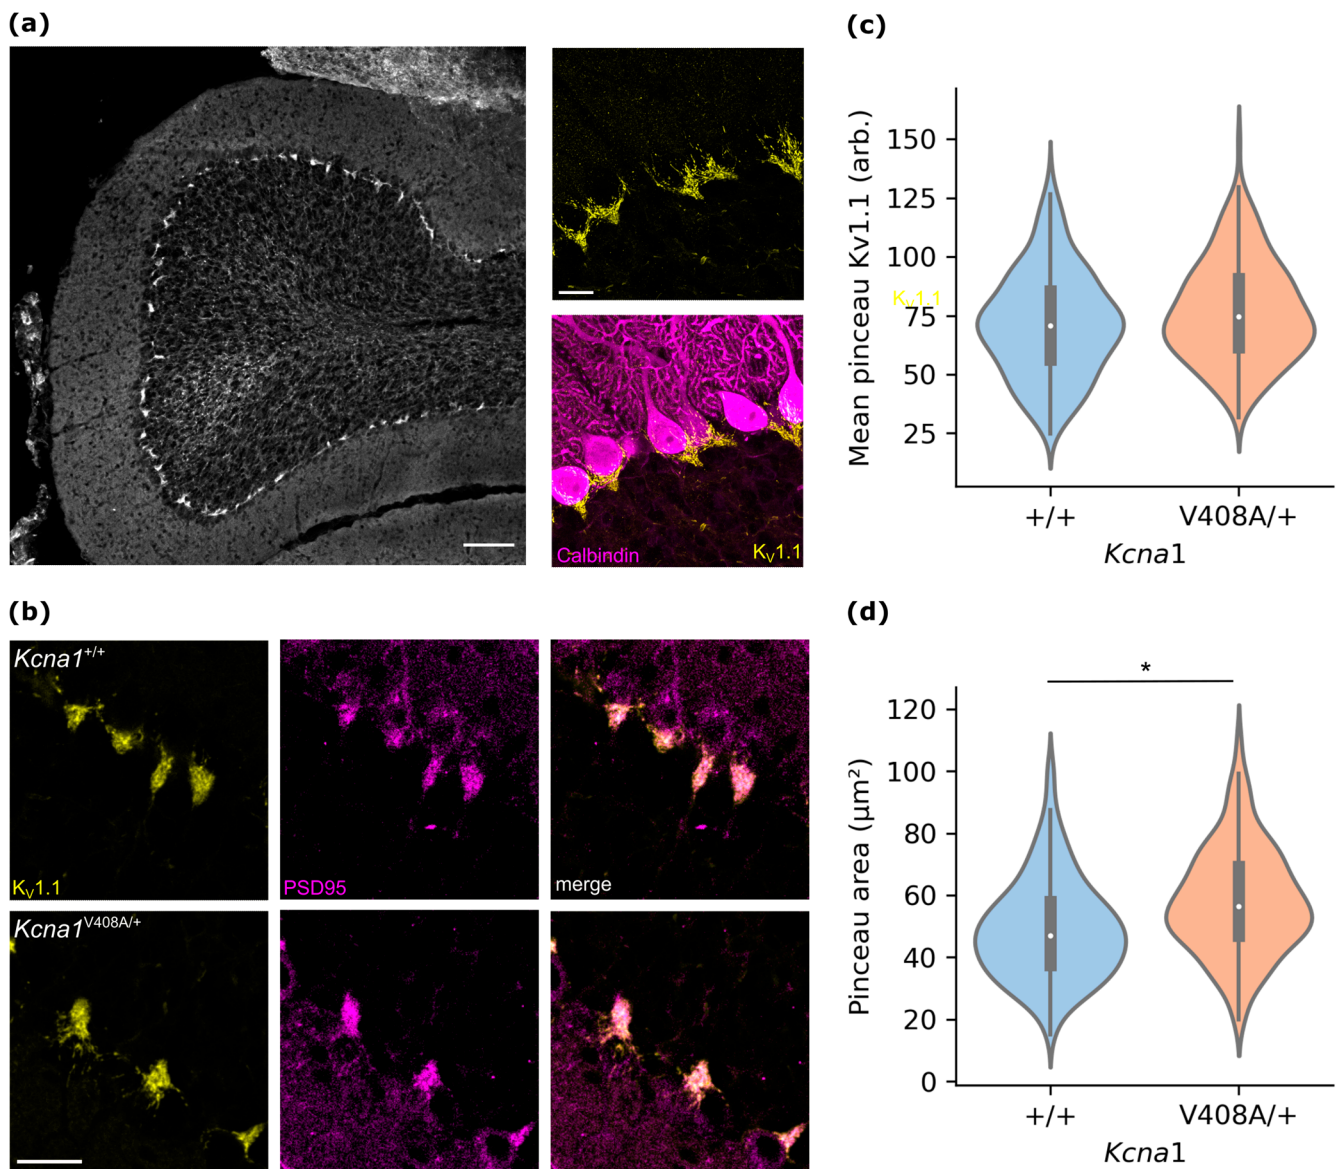 (a)
Calbindin
Kᵥ1.1
(b)
Kcna1⁺/⁺
Kᵥ1.1
PSD95
merge
Kcna1V408A/+
(c)
Mean pinceau Kv1.1 (arb.)
Kᵥ1.1
150
125
100
75
50
25
+/+
V408A/+
Kcna1
(d)
*
Pinceau area (µm²)
120
100
80
60
40
20
0
+/+
V408A/+
Kcna1